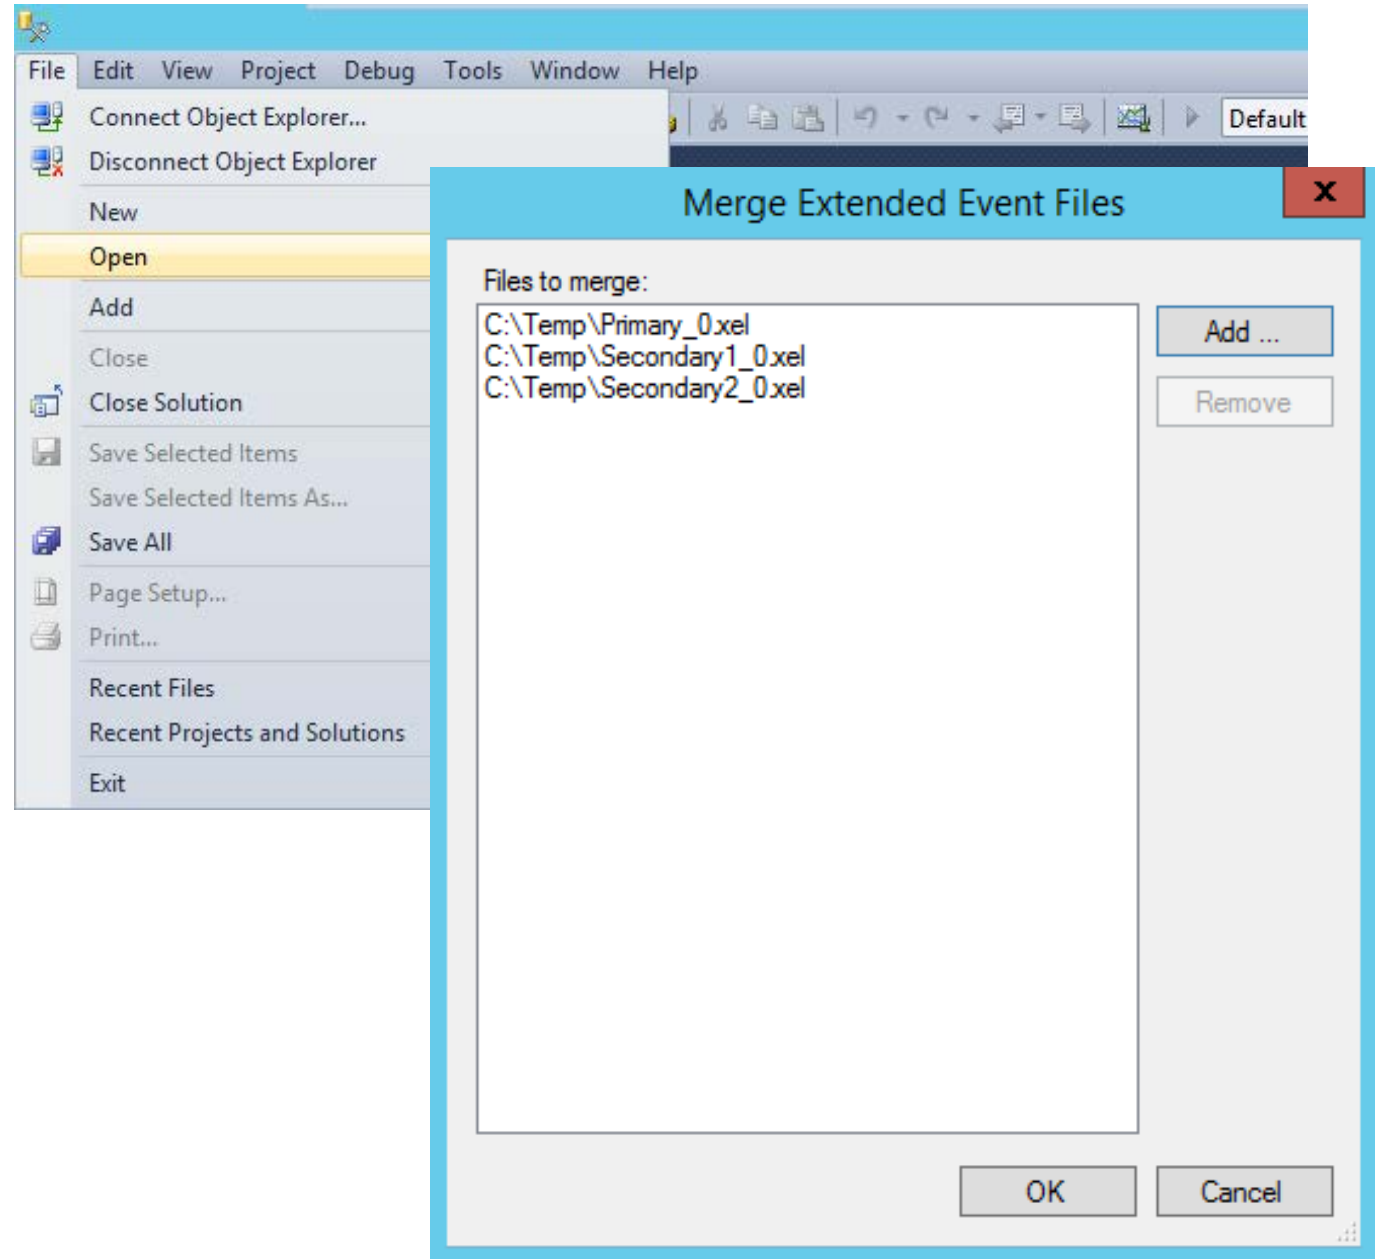 File Edit View Project Debug Tools Window Help
Connect Object Explorer...
Default
Disconnect Object Explorer
New
Open
Add
Close
Close Solution
Save Selected Items
Save Selected Items As...
Save All
Page Setup...
Print...
Recent Files
Recent Projects and Solutions
Exit
Merge Extended Event Files
x
Files to merge:
C:\Temp\Primary_0.xel
C:\Temp\Secondary1_0.xel
C:\Temp\Secondary2_0.xel
Add ...
Remove
OK Cancel